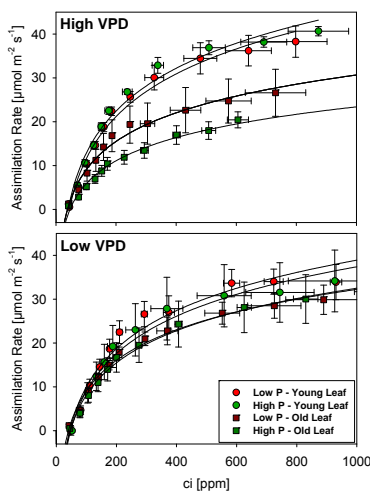 High VPD
Assimilation Rate [µmol m⁻² s⁻¹]
40
30
20
10
0
Low VPD
Assimilation Rate [µmol m⁻² s⁻¹]
40
30
20
10
0
Low P - Young Leaf
High P - Young Leaf
Low P - Old Leaf
High P - Old Leaf
0 200 400 600 800 1000
ci [ppm]